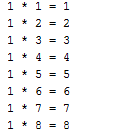 1 * 1 = 1
1 * 2 = 2
1 * 3 = 3
1 * 4 = 4
1 * 5 = 5
1 * 6 = 6
1 * 7 = 7
1 * 8 = 8